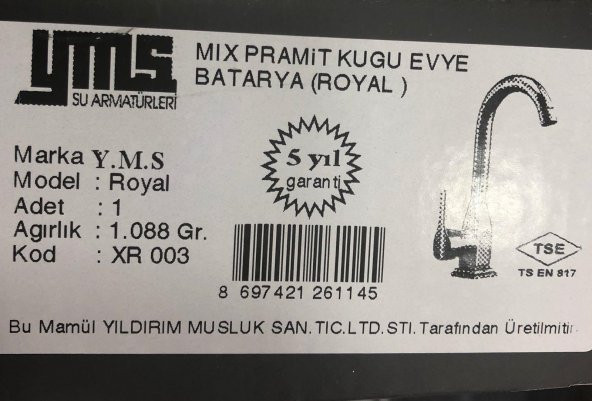 yms
SU ARMATÜRLERİ
MIX PRAMİT KUGU EVYE
BATARYA (ROYAL )
Marka Y.M.S
Model : Royal
Adet : 1
Agırlık : 1.088 Gr.
Kod : XR 003
5 yıl
garanti
8 697421 261145
TSE
TS EN 817
Bu Mamül YILDIRIM MUSLUK SAN.TIC.LTD.STI. Tarafından Üretilmitir